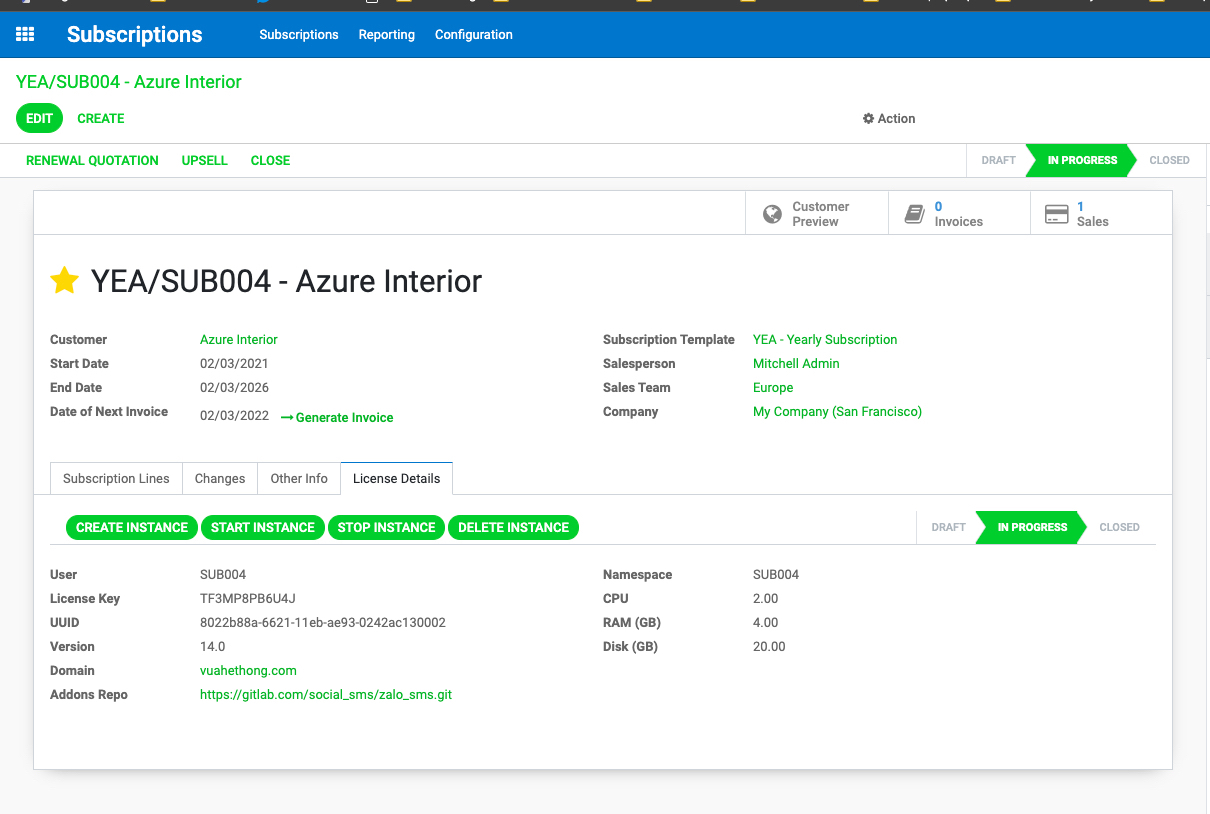 Subscriptions
Subscriptions Reporting Configuration
YEA/SUB004 - Azure Interior
EDIT CREATE
Action
RENEWAL QUOTATION UPSELL CLOSE
DRAFT IN PROGRESS CLOSED
Customer Preview
0 Invoices
1 Sales
YEA/SUB004 - Azure Interior
Customer Azure Interior
Start Date 02/03/2021
End Date 02/03/2026
Date of Next Invoice 02/03/2022 Generate Invoice
Subscription Template YEA - Yearly Subscription
Salesperson Mitchell Admin
Sales Team Europe
Company My Company (San Francisco)
Subscription Lines Changes Other Info License Details
CREATE INSTANCE START INSTANCE STOP INSTANCE DELETE INSTANCE
DRAFT IN PROGRESS CLOSED
User SUB004
License Key TF3MP8PB6U4J
UUID 8022b88a-6621-11eb-ae93-0242ac130002
Version 14.0
Domain vuahethong.com
Addons Repo https://gitlab.com/social_sms/zalo_sms.git
Namespace SUB004
CPU 2.00
RAM (GB) 4.00
Disk (GB) 20.00